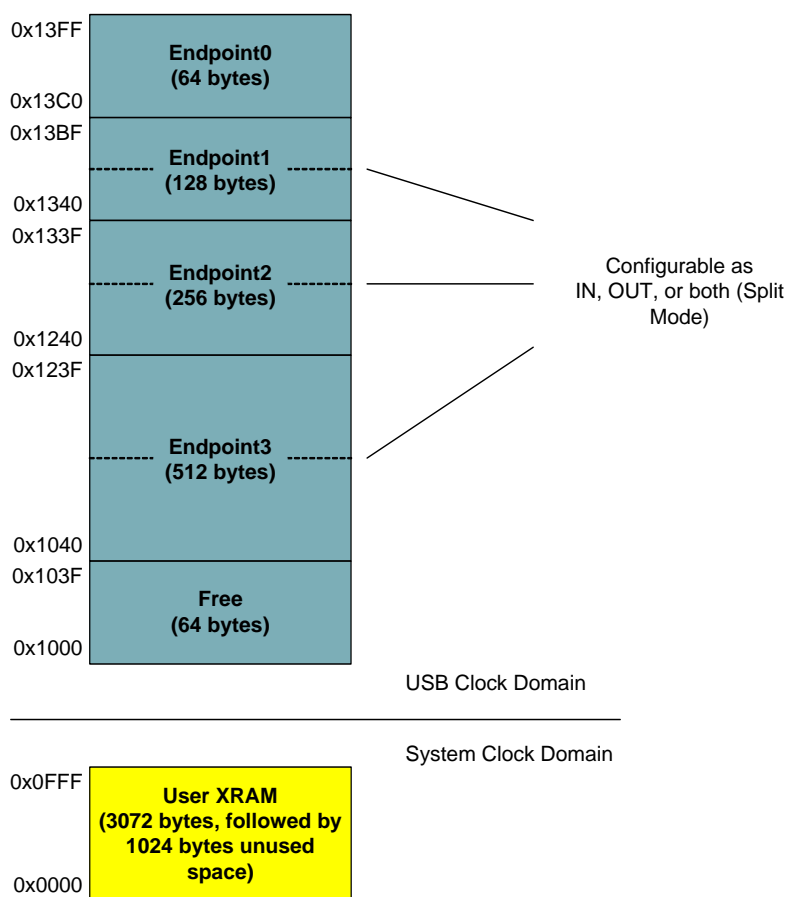 0x13FF
Endpoint0
(64 bytes)
0x13C0
0x13BF
Endpoint1
(128 bytes)
0x1340
0x133F
Endpoint2
(256 bytes)
0x1240
0x123F
Configurable as
IN, OUT, or both (Split
Mode)
Endpoint3
(512 bytes)
0x1040
0x103F
Free
(64 bytes)
0x1000
USB Clock Domain
System Clock Domain
0x0FFF
User XRAM
(3072 bytes, followed by
1024 bytes unused
space)
0x0000